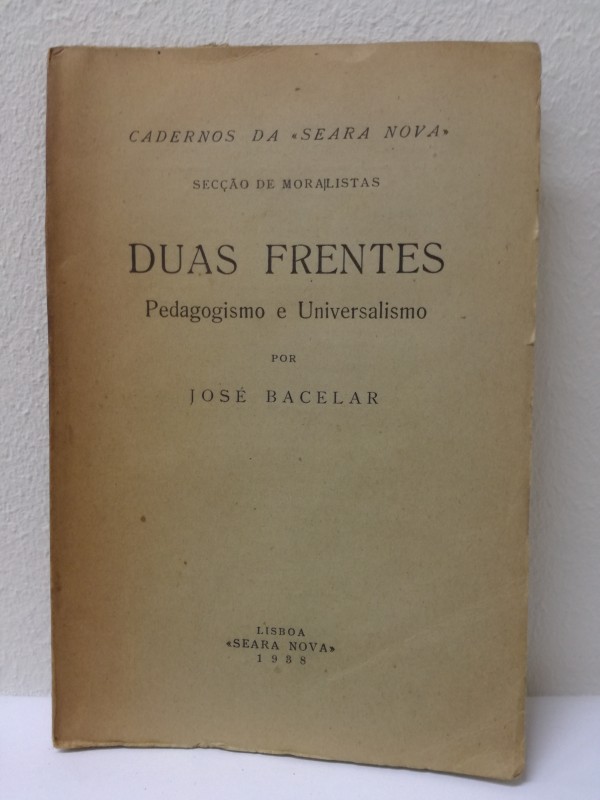 CADERNOS DA «SEARA NOVA»
SECÇÃO DE MORALISTAS
DUAS FRENTES
Pedagogismo e Universalismo
POR
JOSÉ BACELAR
LISBOA
«SEARA NOVA»
1938